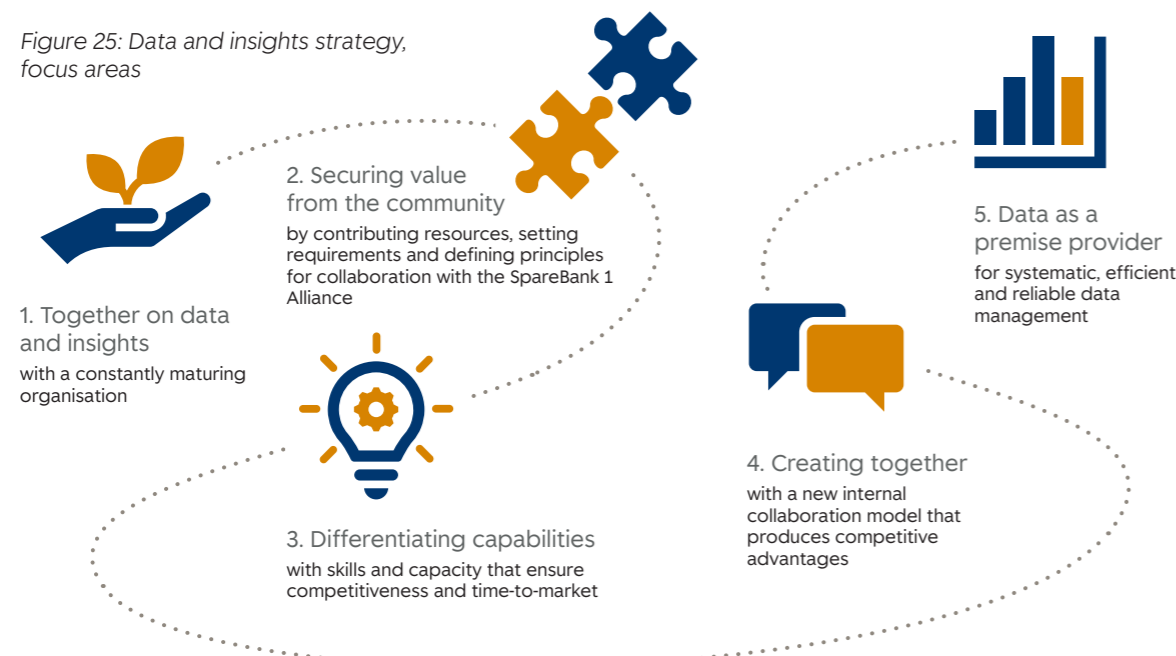 Figure 25: Data and insights strategy,
focus areas
1. Together on data
and insights
with a constantly maturing
organisation
2. Securing value
from the community
by contributing resources, setting
requirements and defining principles
for collaboration with the SpareBank 1
Alliance
3. Differentiating capabilities
with skills and capacity that ensure
competitiveness and time-to-market
4. Creating together
with a new internal
collaboration model that
produces competitive
advantages
5. Data as a
premise provider
for systematic, efficient
and reliable data
management